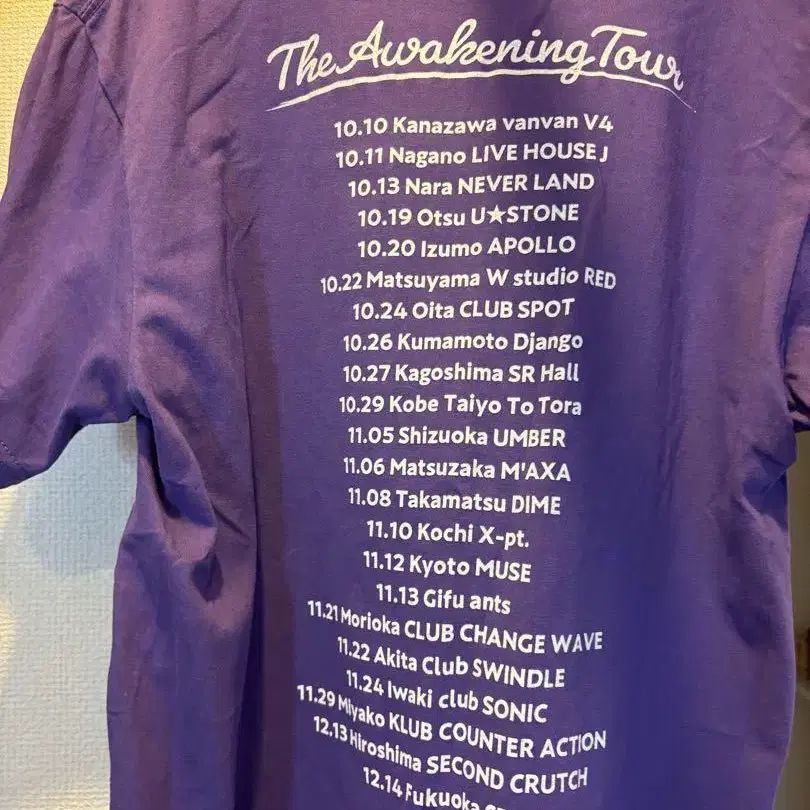 The Awakening Tour
10.10 Kanazawa vanvan V4
10.11 Nagano LIVE HOUSE J
10.13 Nara NEVER LAND
10.19 Otsu U★STONE
10.20 Izumo APOLLO
10.22 Matsuyama W studio RED
10.24 Oita CLUB SPOT
10.26 Kumamoto Django
10.27 Kagoshima SR Hall
10.29 Kobe Taiyo To Tora
11.05 Shizuoka UMBER
11.06 Matsuzaka M'AXA
11.08 Takamatsu DIME
11.10 Kochi X-pt.
11.12 Kyoto MUSE
11.13 Gifu ants
11.21 Morioka CLUB CHANGE WAVE
11.22 Akita Club SWINDLE
11.24 Iwaki club SONIC
11.29 Miyako KLUB COUNTER ACTION
12.13 Hiroshima SECOND CRUTCH
12.14 Fukuoka